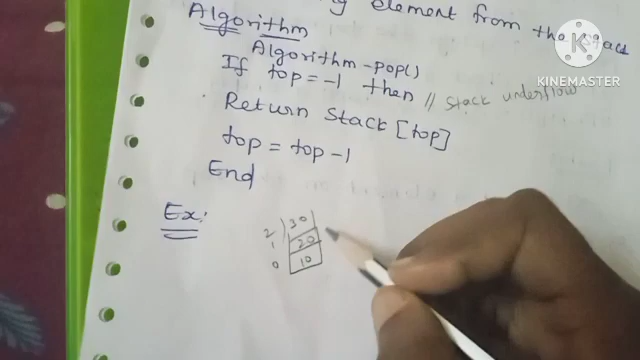 element from the stack
Algorithm
Algorithm-POP()
If top=-1 then // stack underflow
Return Stack [top]
top = top-1
End
Ex:
2 30
1 20
0 10
KINEMASTER